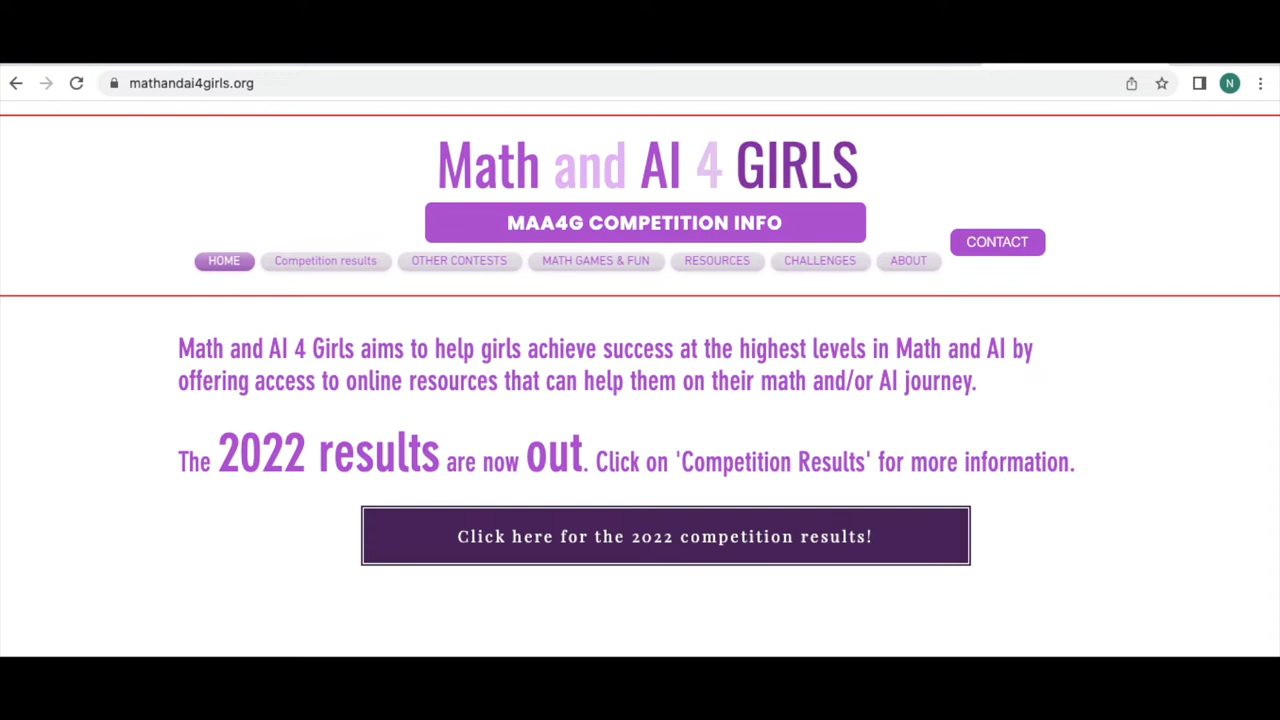 mathandai4girls.org
N
Math and AI 4 GIRLS
MAA4G COMPETITION INFO
CONTACT
HOME Competition results OTHER CONTESTS MATH GAMES & FUN RESOURCES CHALLENGES ABOUT
Math and AI 4 Girls aims to help girls achieve success at the highest levels in Math and AI by
offering access to online resources that can help them on their math and/or AI journey.
The 2022 results are now out. Click on 'Competition Results' for more information.
Click here for the 2022 competition results!